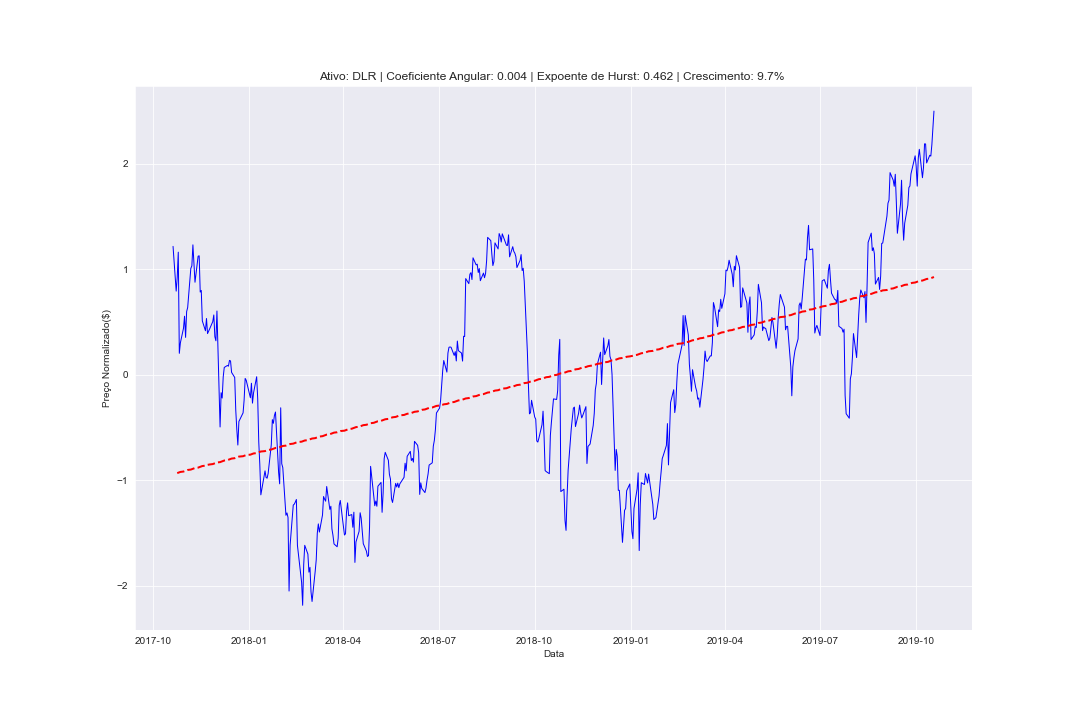 Ativo: DLR | Coeficiente Angular: 0.004 | Expoente de Hurst: 0.462 | Crescimento: 9.7%
Preço Normalizado($)
2
1
0
−1
−2
2017-10 2018-01 2018-04 2018-07 2018-10 2019-01 2019-04 2019-07 2019-10
Data